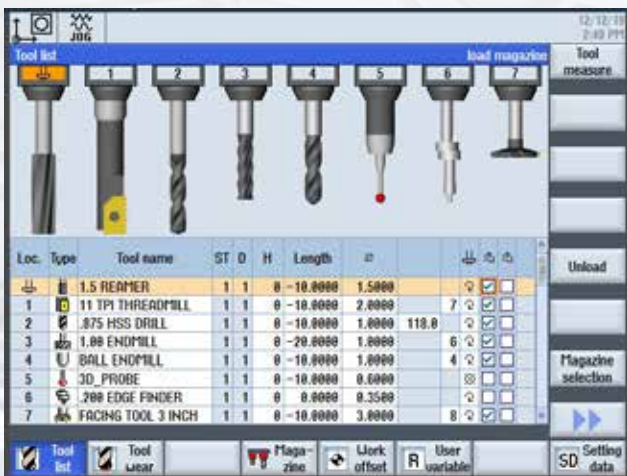 JOG
12/12/19
2:49 PM
Tool list load magazine
Tool measure
1 2 3 4 5 6 7
Loc. Type Tool name ST D H Length Ø
1.5 REAMER 1 1 0 -10.0000 1.5000
1 11 TPI THREADMILL 1 1 0 -10.0000 2.0000 7
2 .875 HSS DRILL 1 1 0 -10.0000 1.0000 118.0
3 1.00 ENDMILL 1 1 0 -20.0000 1.0000 6
4 BALL ENDMILL 1 1 0 -10.0000 1.0000 4
5 3D_PROBE 1 1 0 -10.0000 0.6000
6 .200 EDGE FINDER 1 1 0 0.0000 0.3500
7 FACING TOOL 3 INCH 1 1 0 -10.0000 3.0000 8
Unload
Magazine selection
Tool list
Tool wear
Maga-zine
Work offset
R User variable
SD Setting data